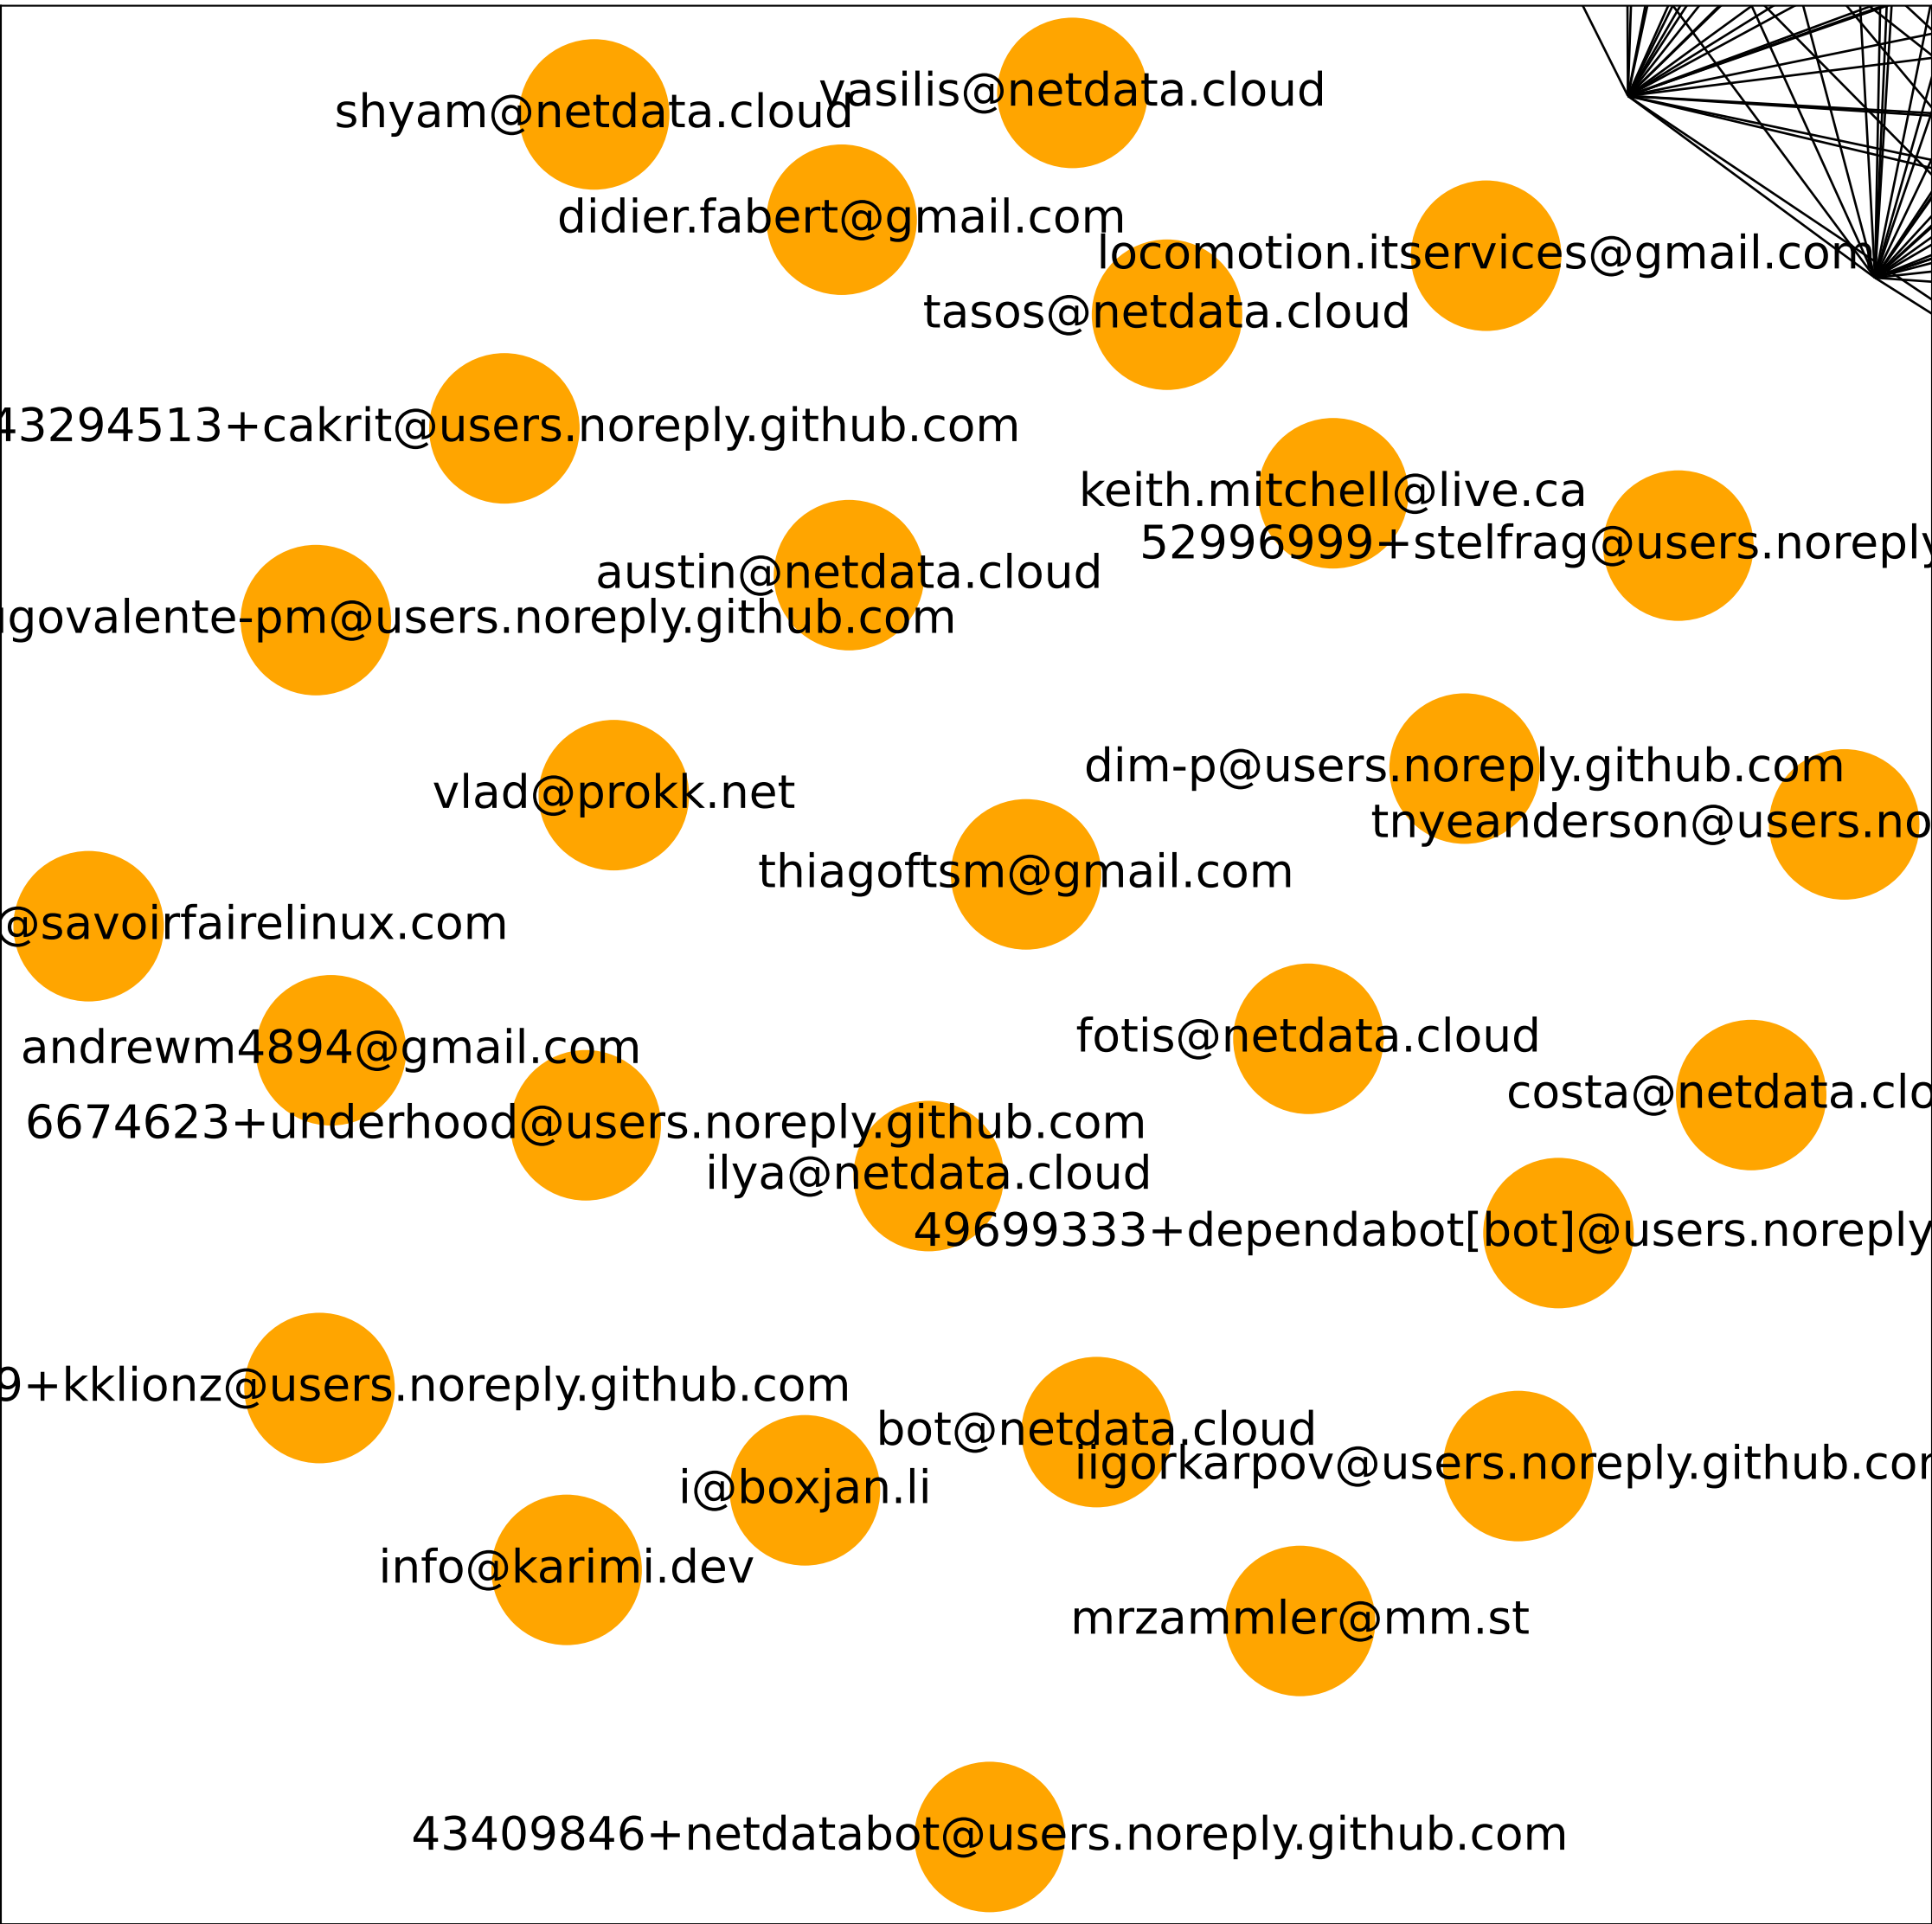 vasilis@netdata.cloud
shyam@netdata.cloud
didier.fabert@gmail.com
locomotion.itservices@gmail.com
tasos@netdata.cloud
43294513+cakrit@users.noreply.github.com
keith.mitchell@live.ca
52996999+stelfrag@users.noreply
austin@netdata.cloud
govalente-pm@users.noreply.github.com
dim-p@users.noreply.github.com
vlad@prokk.net
tnyeanderson@users.no
thiagoftsm@gmail.com
@savoirfairelinux.com
fotis@netdata.cloud
andrewm4894@gmail.com
costa@netdata.clo
6674623+underhood@users.noreply.github.com
ilya@netdata.cloud
49699333+dependabot[bot]@users.noreply
9+kklionz@users.noreply.github.com
bot@netdata.cloud
iigorkarpov@users.noreply.github.com
i@boxjan.li
info@karimi.dev
mrzammler@mm.st
43409846+netdatabot@users.noreply.github.com